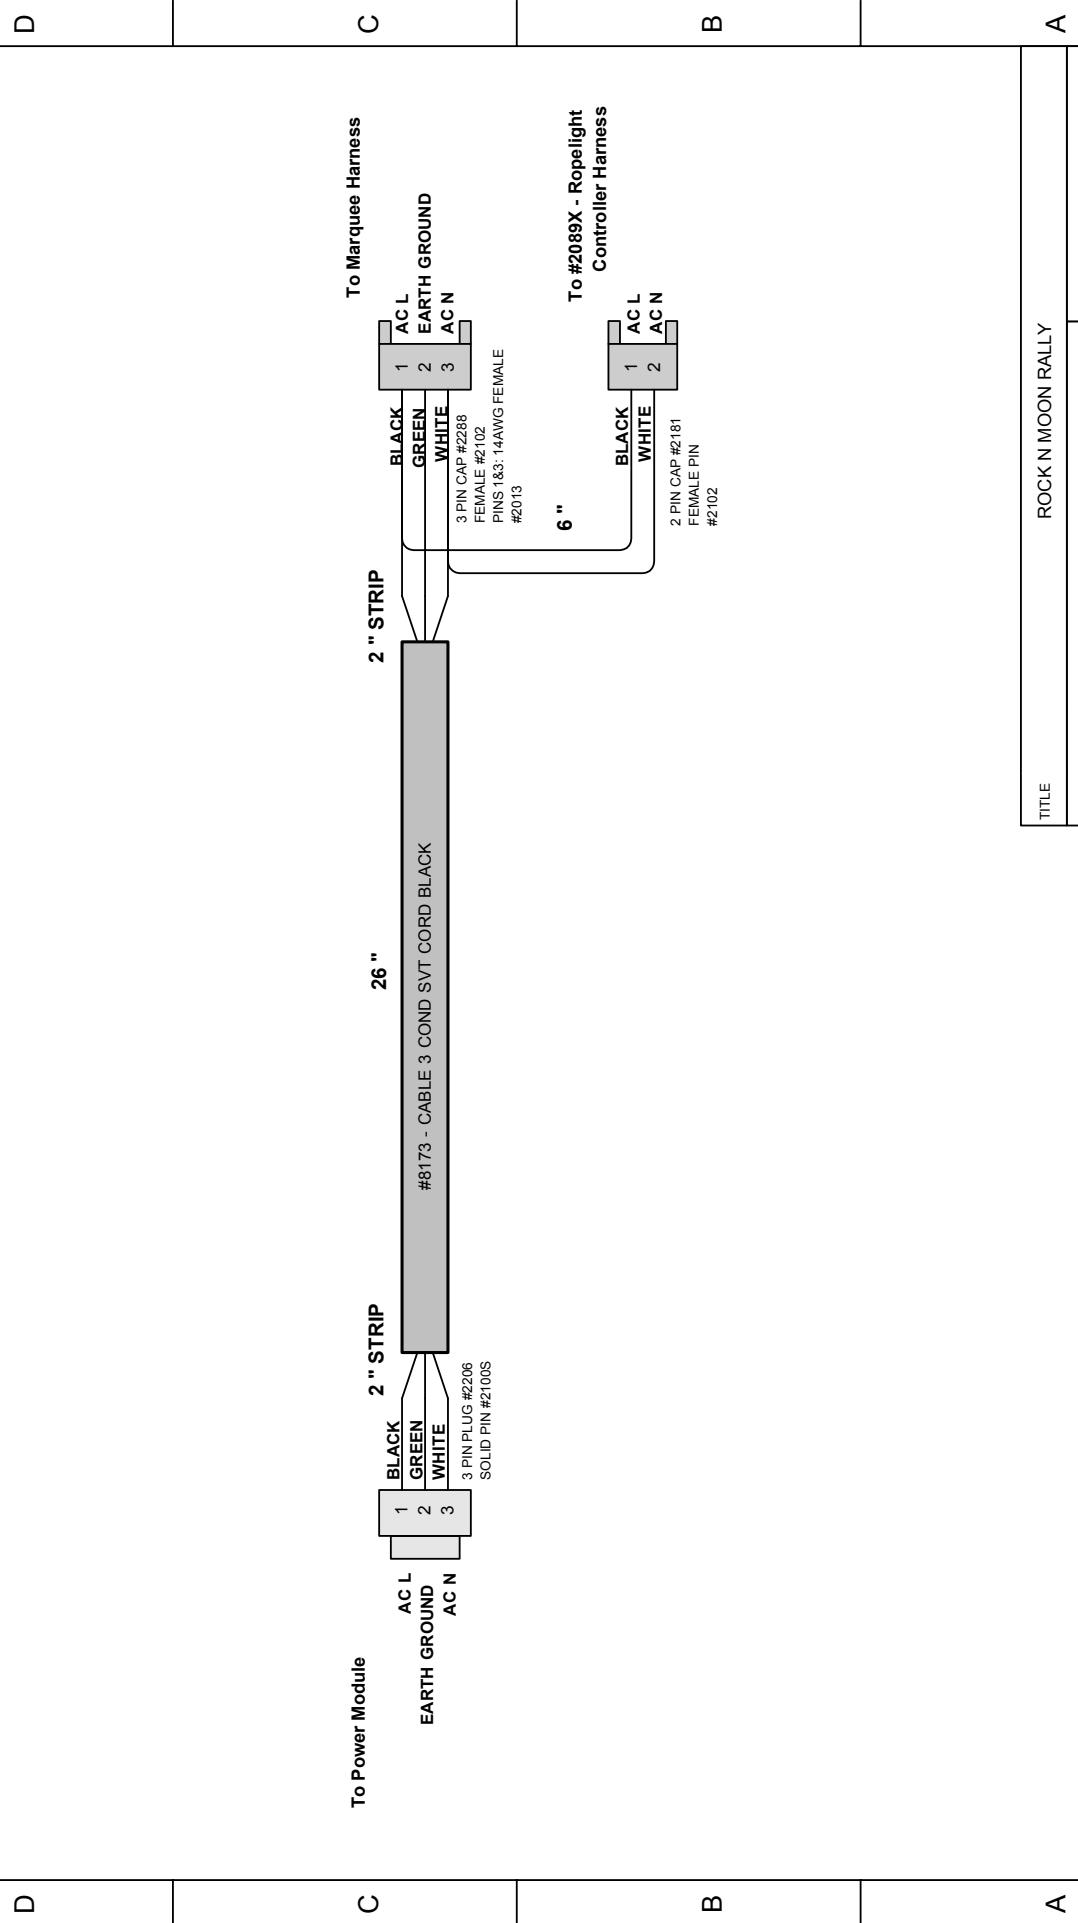 D
C
B
A
To Power Module
AC L
EARTH GROUND
AC N
1
2
3
BLACK
GREEN
WHITE
3 PIN PLUG #2206
SOLID PIN #2100S
2 " STRIP
26 "
#8173 - CABLE 3 COND SVT CORD BLACK
2 " STRIP
BLACK
GREEN
WHITE
1
2
3
AC L
EARTH GROUND
AC N
To Marquee Harness
3 PIN CAP #2288
FEMALE #2102
PINS 1&3: 14AWG FEMALE
#2013
6 "
BLACK
WHITE
1
2
AC L
AC N
To #2089X - Ropelight
Controller Harness
2 PIN CAP #2181
FEMALE PIN
#2102
TITLE
ROCK N MOON RALLY
D
C
B
A